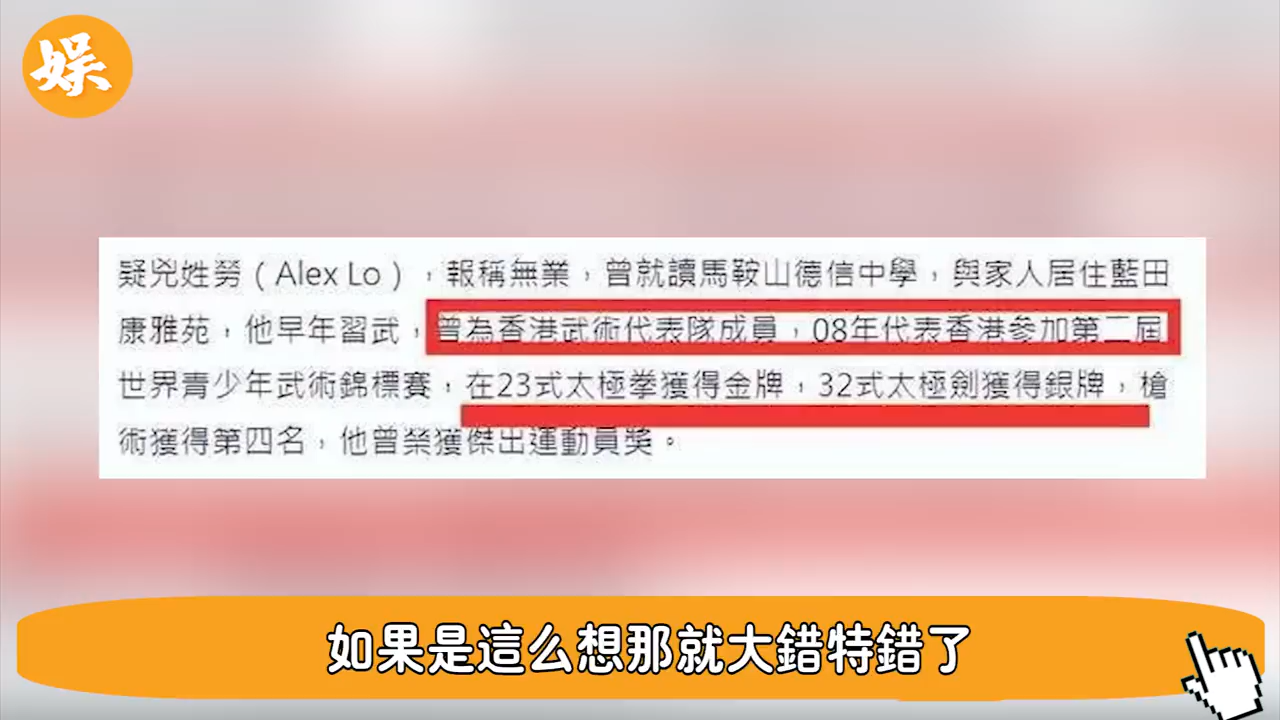 娱
疑兇姓勞（Alex Lo），報稱無業，曾就讀馬鞍山德信中學，與家人居住藍田
康雅苑，他早年習武，曾為香港武術代表隊成員，08年代表香港參加第二屆
世界青少年武術錦標賽，在23式太極拳獲得金牌，32式太極劍獲得銀牌，槍
術獲得第四名，他曾榮獲傑出運動員獎。
如果是這么想那就大錯特錯了